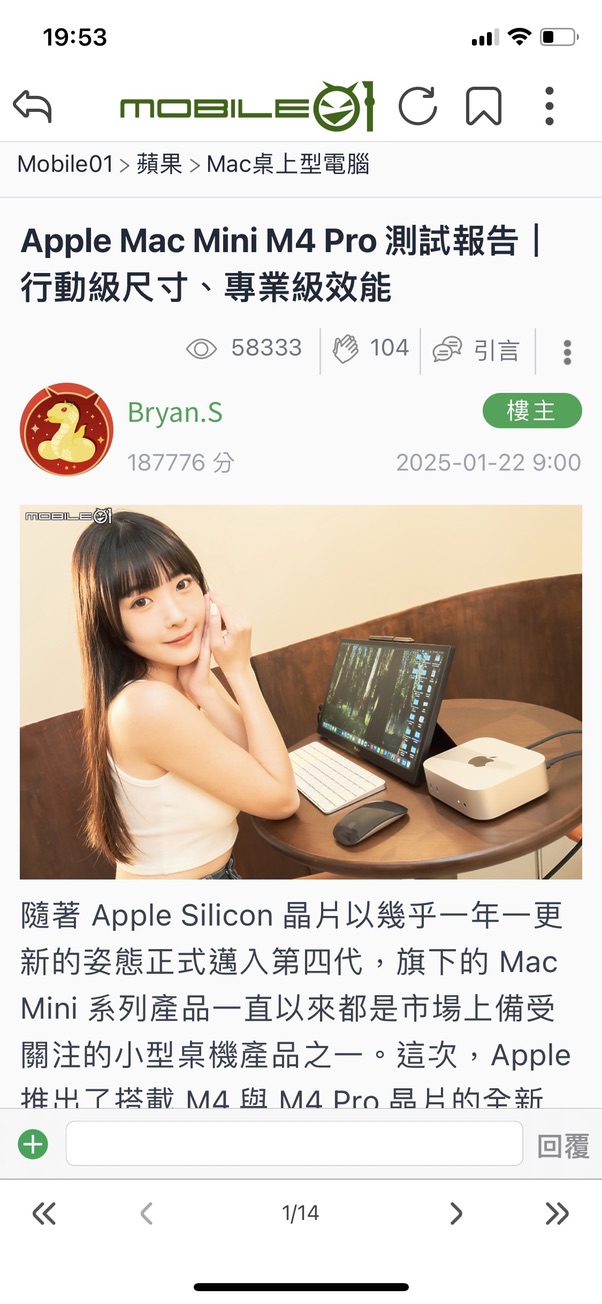 19:53
MOBILE01
Mobile01 > 蘋果 > Mac桌上型電腦
Apple Mac Mini M4 Pro 測試報告｜
行動級尺寸、專業級效能
58333 104 引言
Bryan.S 樓主
187776 分 2025-01-22 9:00
MOBILE01
隨著 Apple Silicon 晶片以幾乎一年一更
新的姿態正式邁入第四代，旗下的 Mac
Mini 系列產品一直以來都是市場上備受
關注的小型桌機產品之一。這次，Apple
推出了搭載 M4 與 M4 Pro 晶片的全新
回覆
1/14